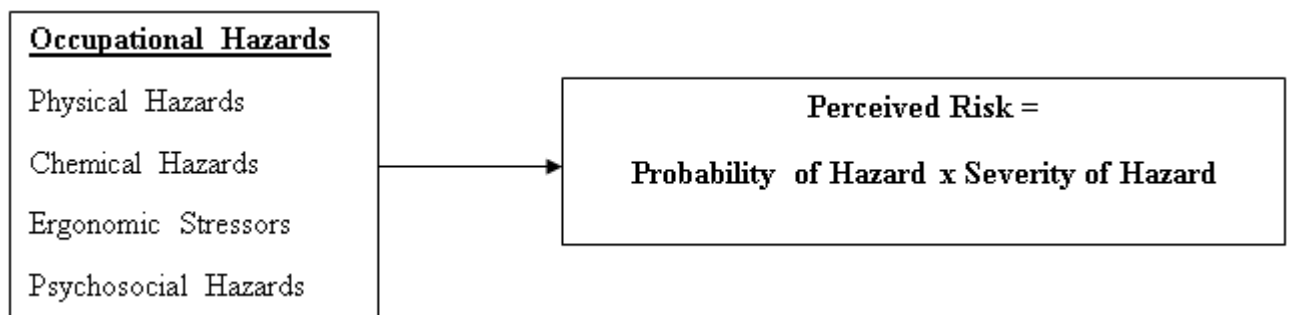 Occupational Hazards
Physical Hazards
Chemical Hazards
Ergonomic Stressors
Psychosocial Hazards
Perceived Risk =
Probability of Hazard x Severity of Hazard